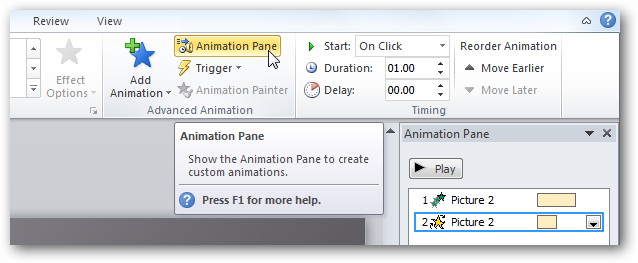 Review View
Animation Pane
Start: On Click
Reorder Animation
Effect
Options
Add
Animation
Trigger
Duration: 01.00
Move Earlier
Animation Painter
Delay: 00.00
Move Later
Advanced Animation
Timing
Animation Pane
Show the Animation Pane to create
custom animations.
Press F1 for more help.
Animation Pane
Play
1 Picture 2
2 Picture 2